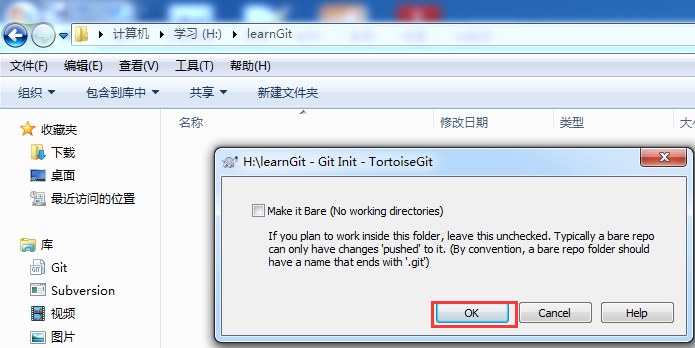 计算机 ▸ 学习 (H:) ▸ learnGit
文件(F) 编辑(E) 查看(V) 工具(T) 帮助(H)
组织 包含到库中 共享 新建文件夹
收藏夹
下载
桌面
最近访问的位置
库
Git
Subversion
视频
图片
名称 修改日期 类型 大小
H:\learnGit - Git Init - TortoiseGit
Make it Bare (No working directories)
If you plan to work inside this folder, leave this unchecked. Typically a bare repo
can only have changes 'pushed' to it. (By convention, a bare repo folder should
have a name that ends with '.git')
OK Cancel Help